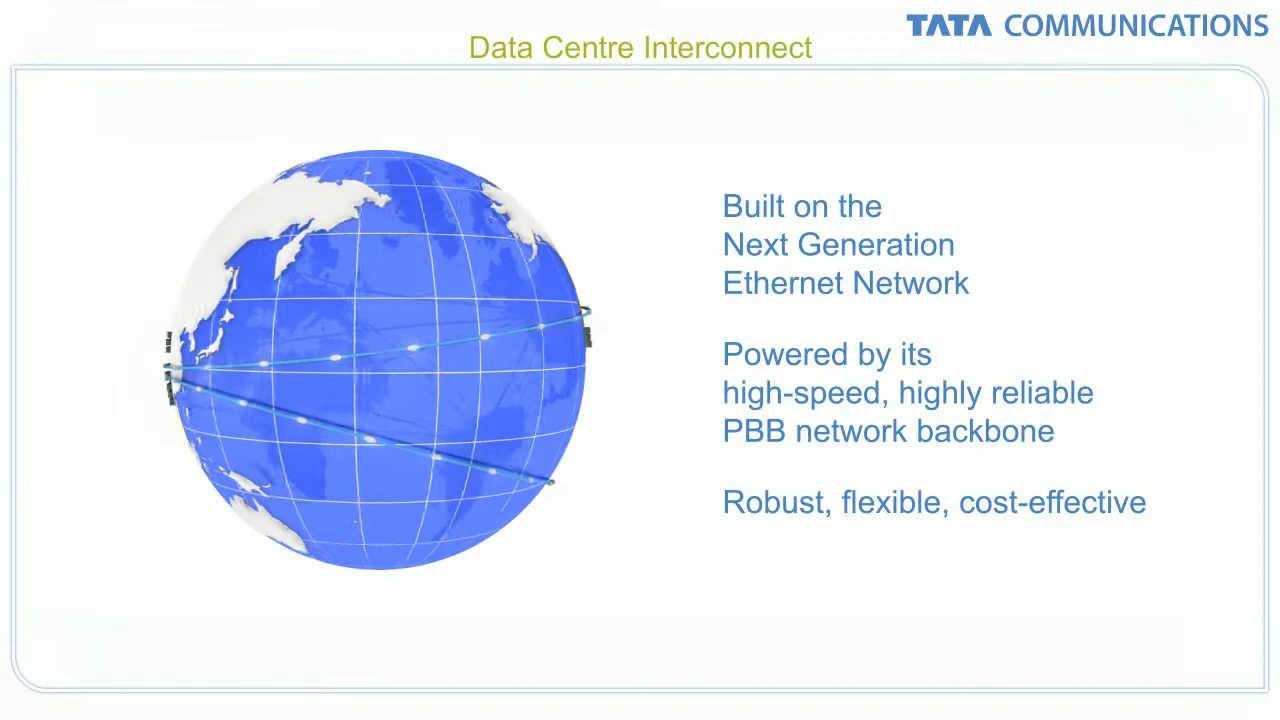 TATA COMMUNICATIONS
Data Centre Interconnect
Built on the
Next Generation
Ethernet Network
Powered by its
high-speed, highly reliable
PBB network backbone
Robust, flexible, cost-effective